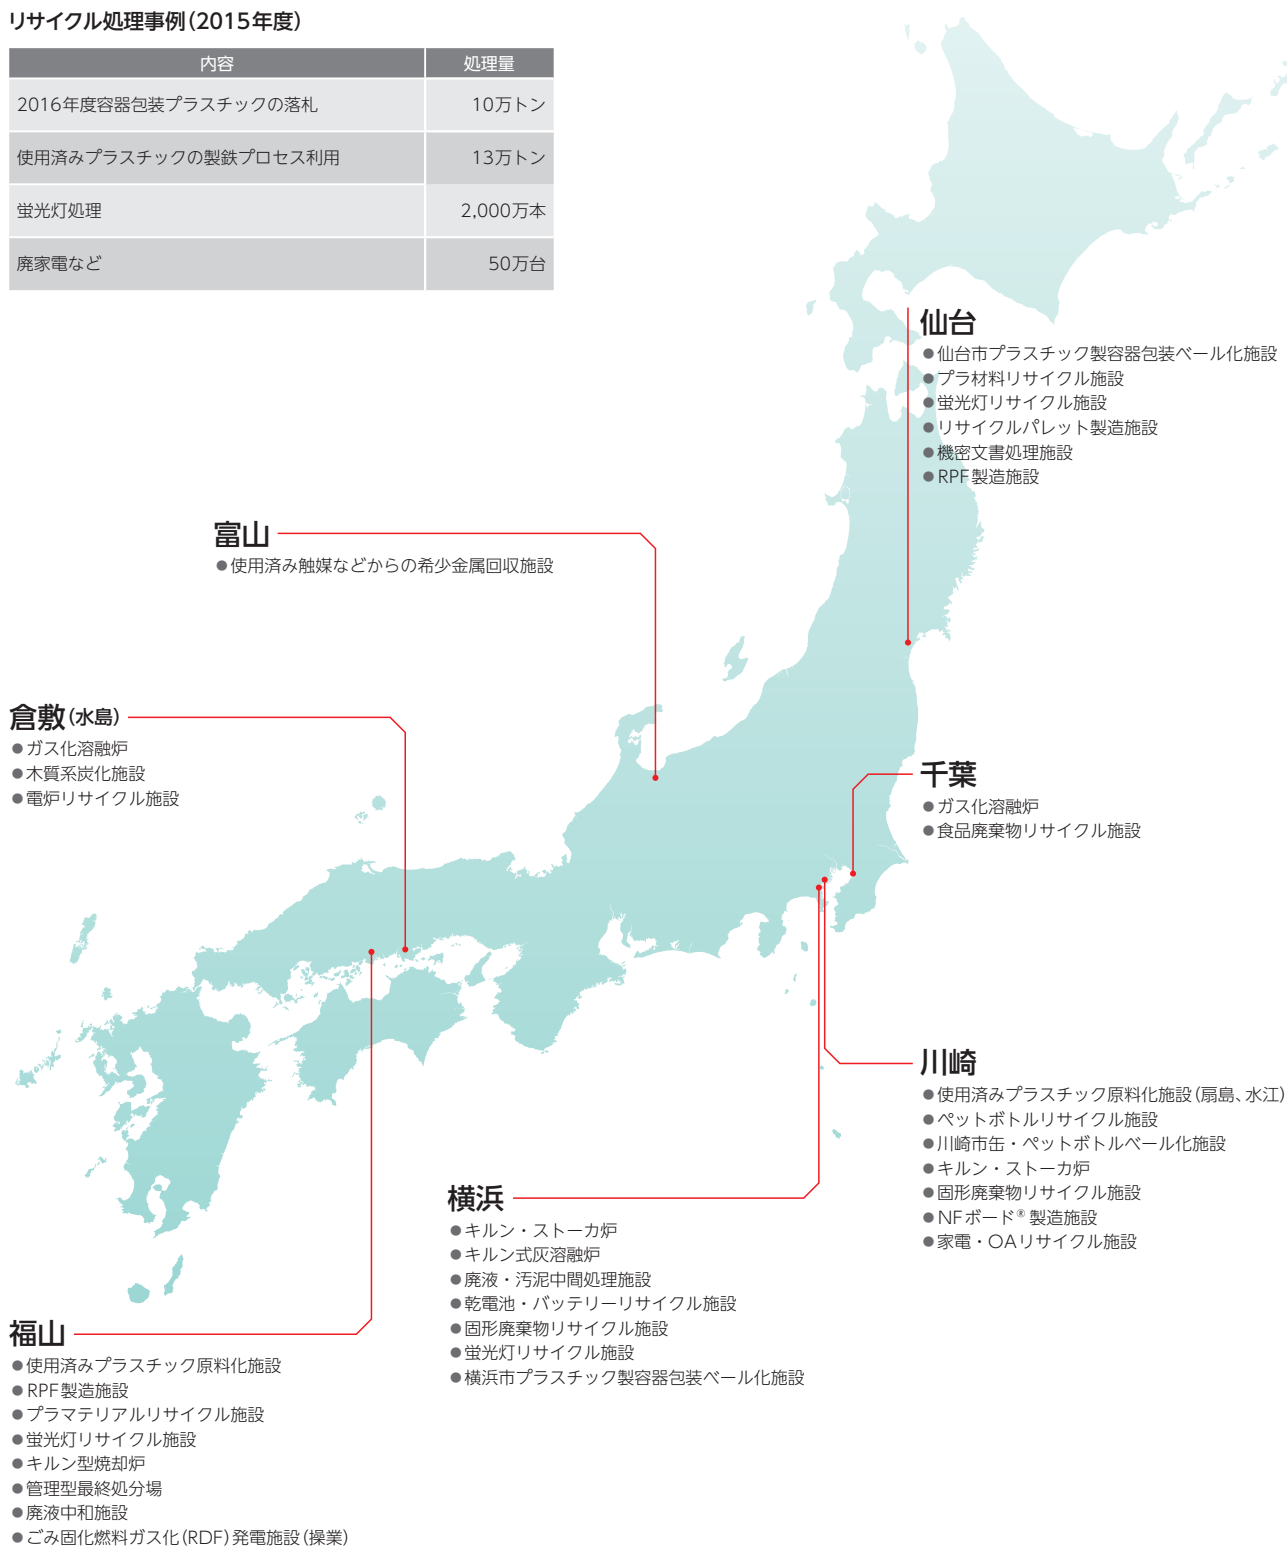 リサイクル処理事例(2015年度)
内容 処理量
2016年度容器包装プラスチックの落札 10万トン
使用済みプラスチックの製鉄プロセス利用 13万トン
蛍光灯処理 2,000万本
廃家電など 50万台
仙台
●仙台市プラスチック製容器包装ベール化施設
●プラ材料リサイクル施設
●蛍光灯リサイクル施設
●リサイクルパレット製造施設
●機密文書処理施設
●RPF製造施設
富山
●使用済み触媒などからの希少金属回収施設
倉敷(水島)
●ガス化溶融炉
●木質系炭化施設
●電炉リサイクル施設
千葉
●ガス化溶融炉
●食品廃棄物リサイクル施設
川崎
●使用済みプラスチック原料化施設(扇島、水江)
●ペットボトルリサイクル施設
●川崎市缶・ペットボトルベール化施設
●キルン・ストーカ炉
●固形廃棄物リサイクル施設
●NFボード®製造施設
●家電・OAリサイクル施設
横浜
●キルン・ストーカ炉
●キルン式灰溶融炉
●廃液・汚泥中間処理施設
●乾電池・バッテリーリサイクル施設
●固形廃棄物リサイクル施設
●蛍光灯リサイクル施設
●横浜市プラスチック製容器包装ベール化施設
福山
●使用済みプラスチック原料化施設
●RPF製造施設
●プラマテリアルリサイクル施設
●蛍光灯リサイクル施設
●キルン型焼却炉
●管理型最終処分場
●廃液中和施設
●ごみ固化燃料ガス化(RDF)発電施設(操業)